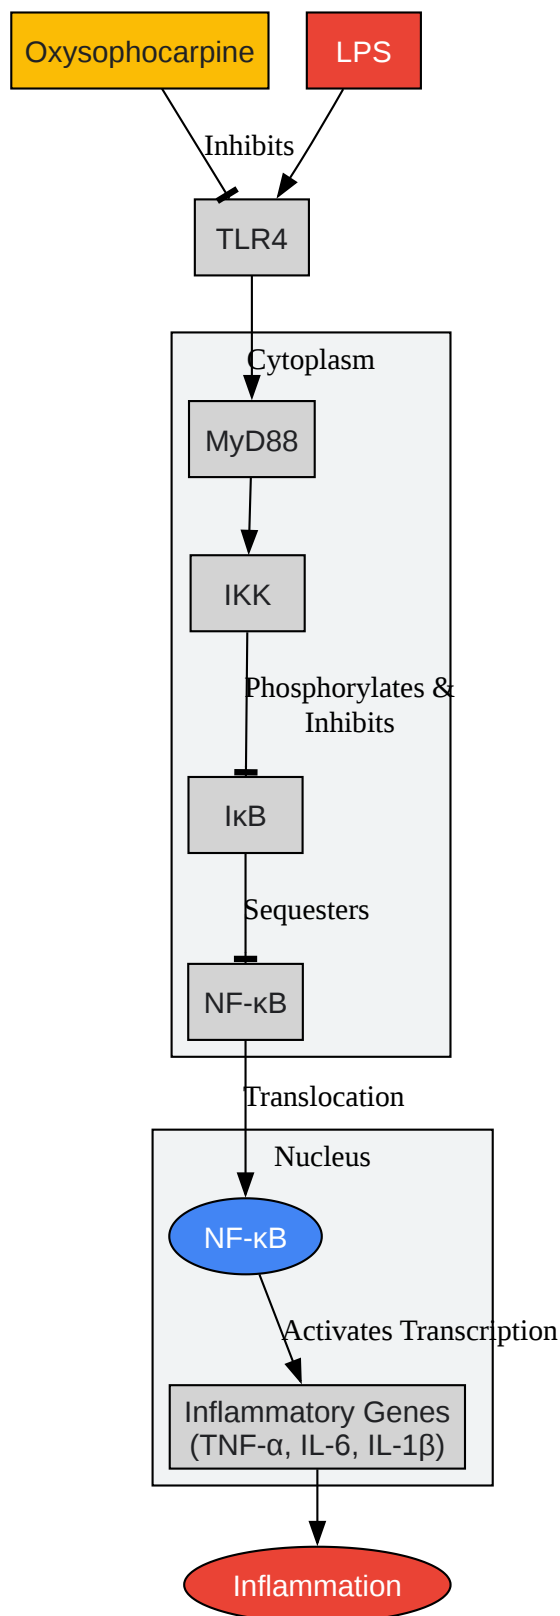 Oxysophocarpine
LPS
Inhibits
TLR4
Cytoplasm
MyD88
IKK
Phosphorylates &
Inhibits
IκB
Sequesters
NF-κB
Translocation
Nucleus
NF-κB
Activates Transcription
Inflammatory Genes
(TNF-α, IL-6, IL-1β)
Inflammation